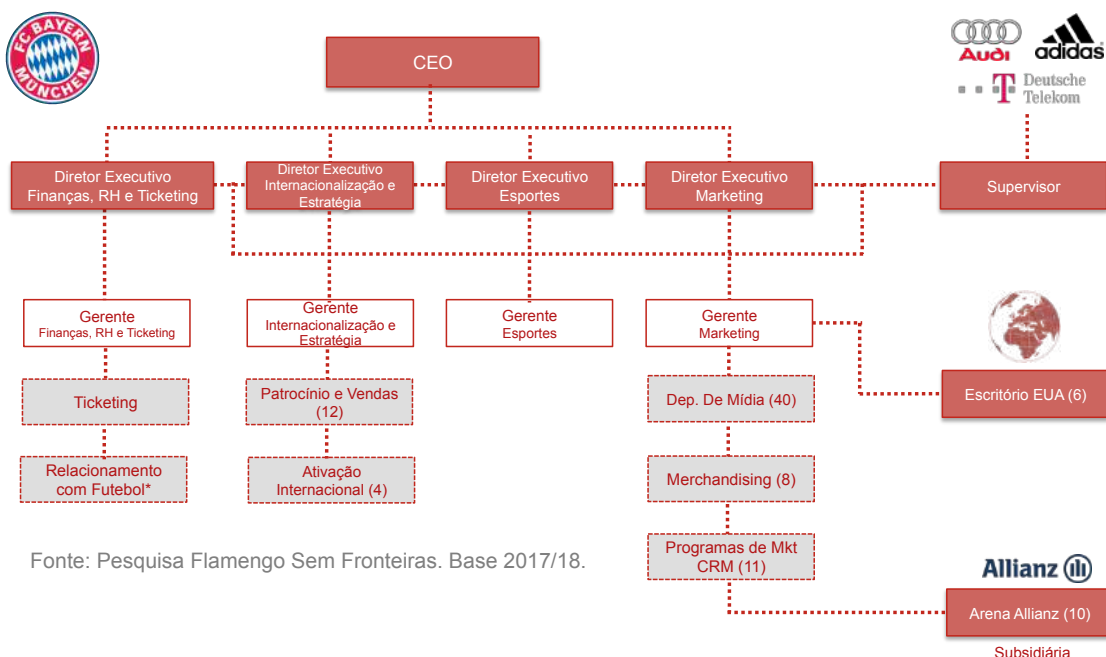 FC BAYERN
MÜNCHEN
CEO
Audi
adidas
T
Deutsche
Telekom
Diretor Executivo
Finanças, RH e Ticketing
Diretor Executivo
Internacionalização e
Estratégia
Diretor Executivo
Esportes
Diretor Executivo
Marketing
Supervisor
Gerente
Finanças, RH e Ticketing
Gerente
Internacionalização e
Estratégia
Gerente
Esportes
Gerente
Marketing
Ticketing
Patrocínio e Vendas
(12)
Dep. De Mídia (40)
Escritório EUA (6)
Relacionamento
com Futebol*
Ativação
Internacional (4)
Merchandising (8)
Programas de Mkt
CRM (11)
Fonte: Pesquisa Flamengo Sem Fronteiras. Base 2017/18.
Allianz
Arena Allianz (10)
Subsidiária